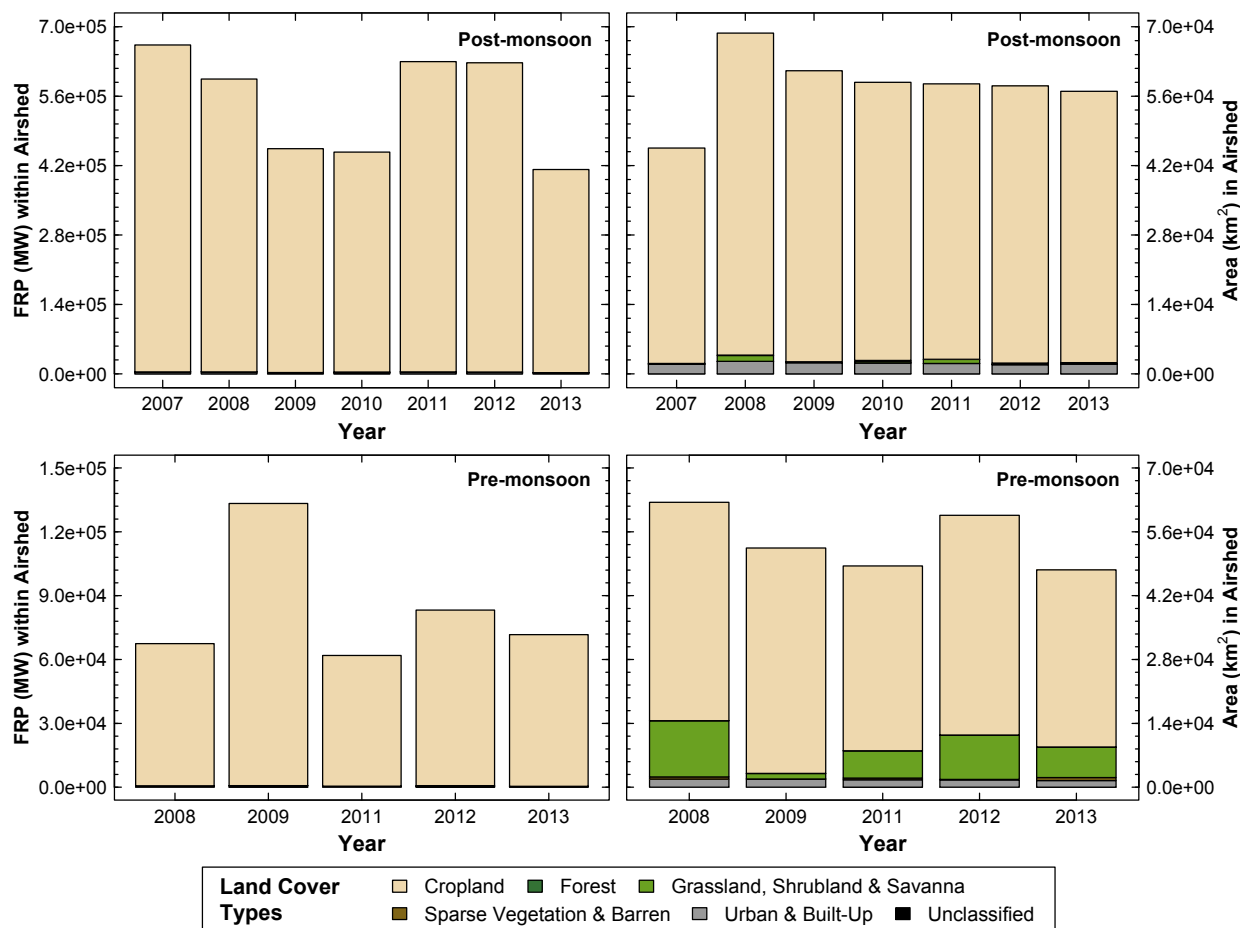 Post-monsoon
FRP (MW) within Airshed
7.0e+05
5.6e+05
4.2e+05
2.8e+05
1.4e+05
0.0e+00
2007 2008 2009 2010 2011 2012 2013
Year
Post-monsoon
7.0e+04
5.6e+04
4.2e+04
2.8e+04
1.4e+04
0.0e+00
Area (km²) in Airshed
2007 2008 2009 2010 2011 2012 2013
Year
Pre-monsoon
FRP (MW) within Airshed
1.5e+05
1.2e+05
9.0e+04
6.0e+04
3.0e+04
0.0e+00
2008 2009 2011 2012 2013
Year
Pre-monsoon
7.0e+04
5.6e+04
4.2e+04
2.8e+04
1.4e+04
0.0e+00
Area (km²) in Airshed
2008 2009 2011 2012 2013
Year
Land Cover
Types
Cropland Forest Grassland, Shrubland & Savanna
Sparse Vegetation & Barren Urban & Built-Up Unclassified